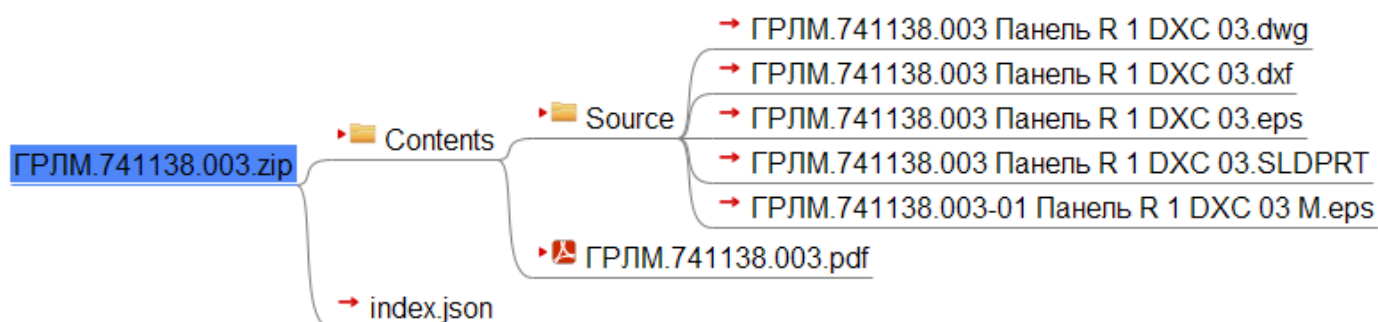 ГРЛМ.741138.003 Панель R 1 DXC 03.dwg
ГРЛМ.741138.003 Панель R 1 DXC 03.dxf
Source
ГРЛМ.741138.003 Панель R 1 DXC 03.eps
Contents
ГРЛМ.741138.003.zip
ГРЛМ.741138.003 Панель R 1 DXC 03.SLDPRT
ГРЛМ.741138.003-01 Панель R 1 DXC 03 M.eps
ГРЛМ.741138.003.pdf
index.json